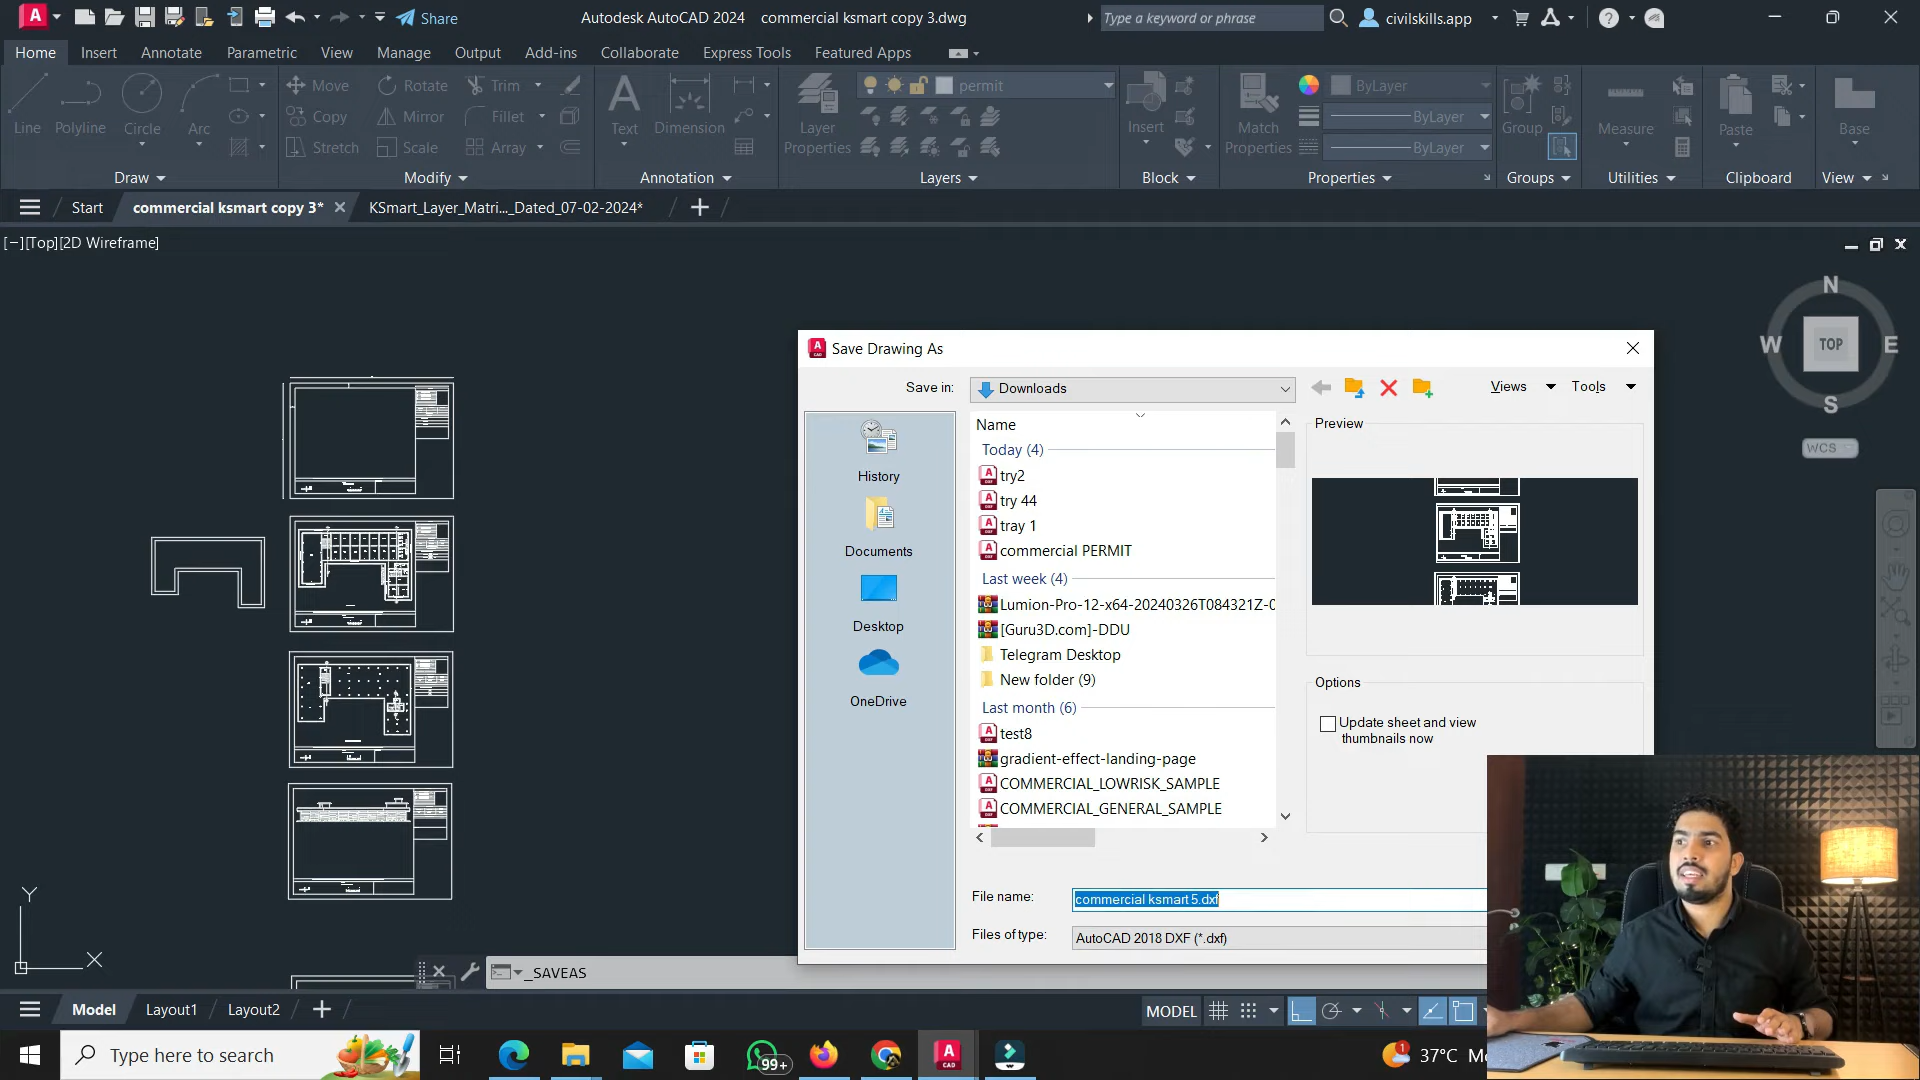 Share
Autodesk AutoCAD 2024 commercial ksmart copy 3.dwg
Type a keyword or phrase
civilskills.app
Home Insert Annotate Parametric View Manage Output Add-ins Collaborate Express Tools Featured Apps
Line
Polyline
Circle
Arc
Move Rotate Trim
Copy Mirror Fillet
Stretch Scale Array
Text
Dimension
Layer
Properties
permit
Insert
Match
Properties
ByLayer
ByLayer
ByLayer
Group
Measure
Paste
Base
Draw Modify Annotation Layers Block Properties Groups Utilities Clipboard View
Start commercial ksmart copy 3* KSmart_Layer_Matri..._Dated_07-02-2024*
[−][Top][2D Wireframe]
N
W TOP E
S
WCS
A
CAD
Save Drawing As
Save in: Downloads Views Tools
History
Documents
Desktop
OneDrive
Name
Today (4)
try2
try 44
tray 1
commercial PERMIT
Last week (4)
Lumion-Pro-12-x64-20240326T084321Z-0
[Guru3D.com]-DDU
Telegram Desktop
New folder (9)
Last month (6)
test8
gradient-effect-landing-page
COMMERCIAL_LOWRISK_SAMPLE
COMMERCIAL_GENERAL_SAMPLE
Preview
Options
Update sheet and view
thumbnails now
File name: commercial ksmart 5.dxf
Files of type: AutoCAD 2018 DXF (*.dxf)
Y
X
_SAVEAS
Model Layout1 Layout2
MODEL
Type here to search
99+
A
CAD
1
37°C